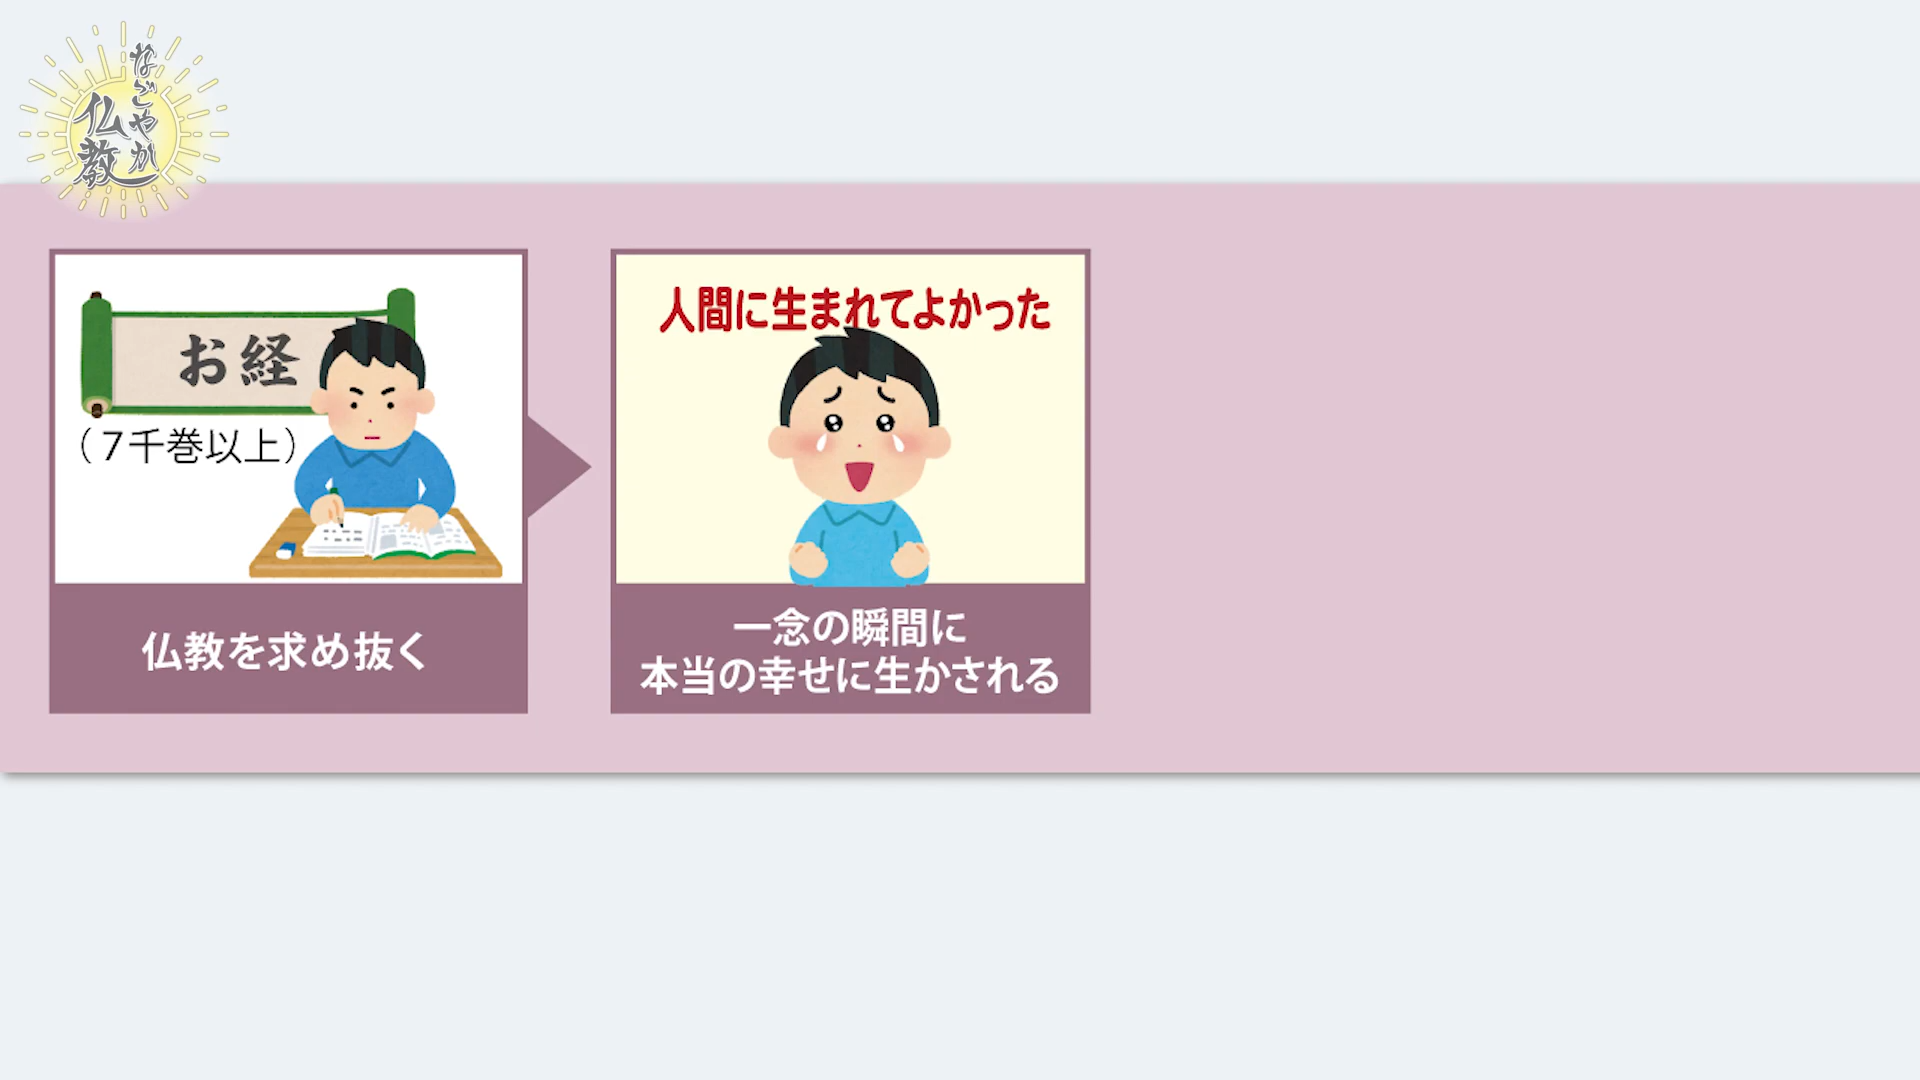 なごやか
仏教
お経
（7千巻以上）
仏教を求め抜く
人間に生まれてよかった
一念の瞬間に
本当の幸せに生かされる